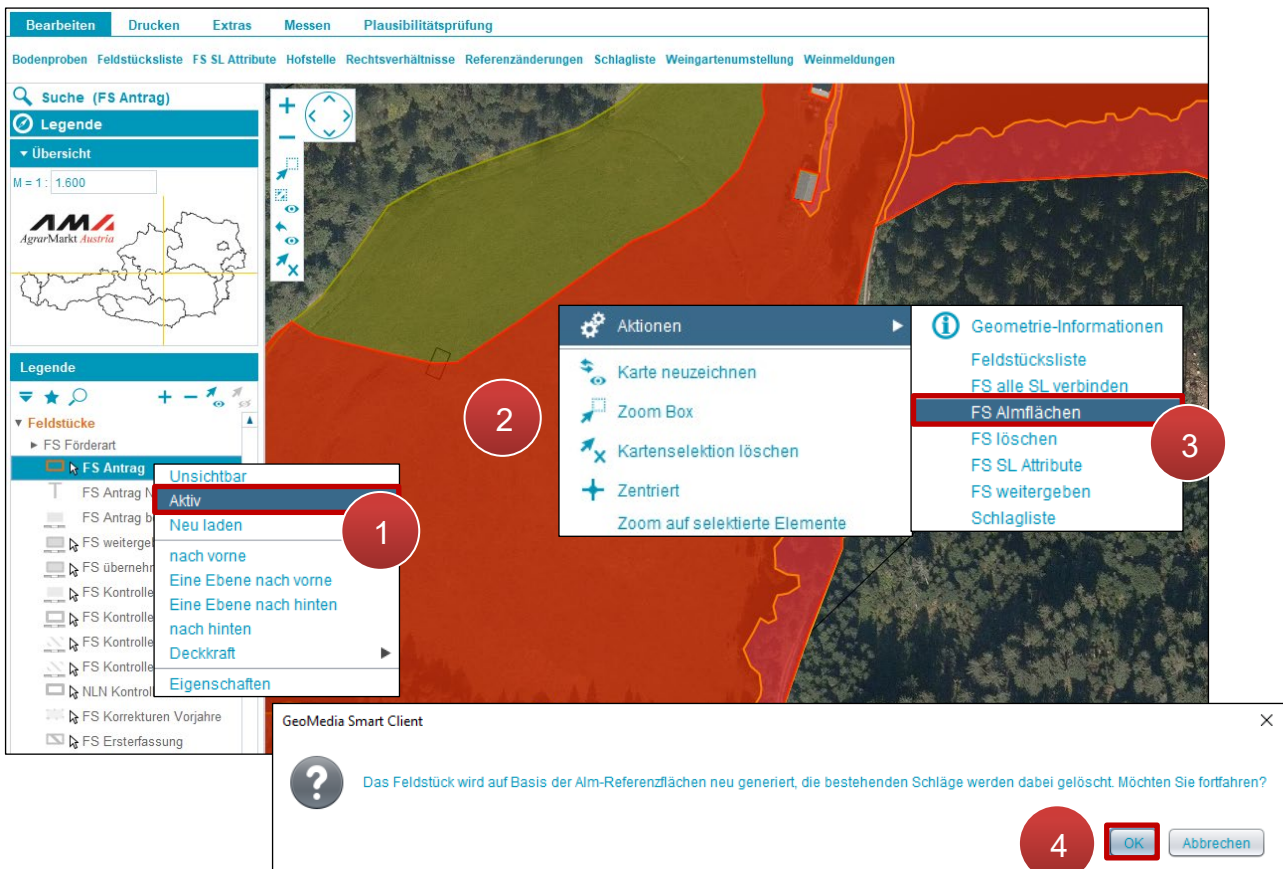 Bearbeiten Drucken Extras Messen Plausibilitätsprüfung
Bodenproben Feldstücksliste FS SL Attribute Hofstelle Rechtsverhältnisse Referenzänderungen Schlagliste Weingartenumstellung Weinmeldungen
Suche (FS Antrag)
Legende
Übersicht
M = 1 : 1.600
AMA
AgrarMarkt Austria
Legende
Feldstücke
FS Förderart
FS Antrag
FS Antrag N
FS Antrag b
FS weitergel
FS übernehr
FS Kontrolle
FS Kontrolle
FS Kontrolle
FS Kontrolle
NLN Kontrol
FS Korrekturen Vorjahre
FS Ersterfassung
Unsichtbar
Aktiv
Neu laden
nach vorne
Eine Ebene nach vorne
Eine Ebene nach hinten
nach hinten
Deckkraft
Eigenschaften
1
2
Aktionen
Karte neuzeichnen
Zoom Box
Kartenselektion löschen
Zentriert
Zoom auf selektierte Elemente
Geometrie-Informationen
Feldstücksliste
FS alle SL verbinden
FS Almflächen
FS löschen
FS SL Attribute
FS weitergeben
Schlagliste
3
GeoMedia Smart Client
Das Feldstück wird auf Basis der Alm-Referenzflächen neu generiert, die bestehenden Schläge werden dabei gelöscht. Möchten Sie fortfahren?
4
OK Abbrechen